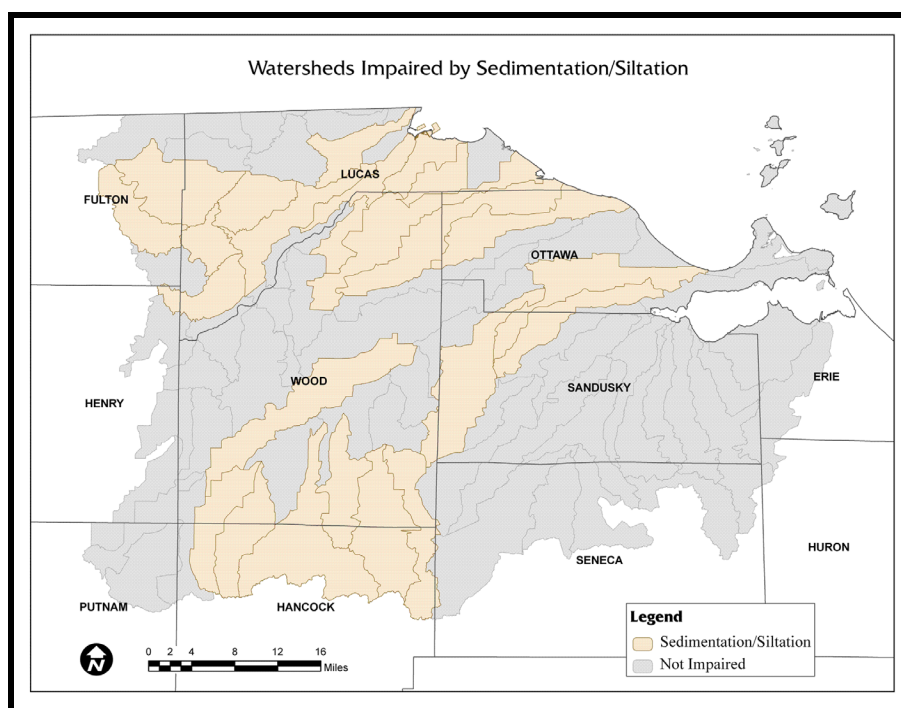 Watersheds Impaired by Sedimentation/Siltation
LUCAS
FULTON
OTTAWA
WOOD
SANDUSKY
ERIE
HENRY
HURON
SENECA
PUTNAM
HANCOCK
Legend
Sedimentation/Siltation
Not Impaired
N
0 2 4 8 12 16
Miles